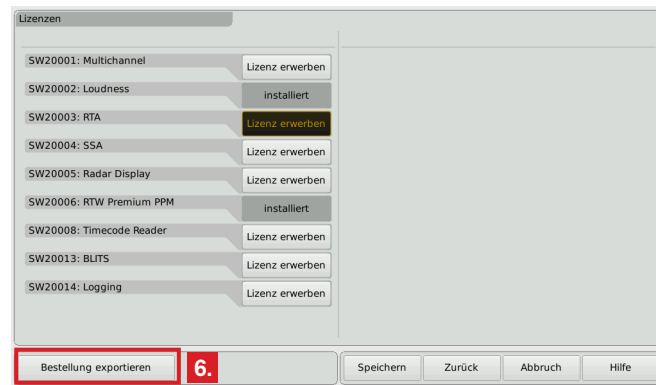 Lizenzen
SW20001: Multichannel Lizenz erwerben
SW20002: Loudness installiert
SW20003: RTA Lizenz erwerben
SW20004: SSA Lizenz erwerben
SW20005: Radar Display Lizenz erwerben
SW20006: RTW Premium PPM installiert
SW20008: Timecode Reader Lizenz erwerben
SW20013: BLITS Lizenz erwerben
SW20014: Logging Lizenz erwerben
Bestellung exportieren 6. Speichern Zurück Abbruch Hilfe